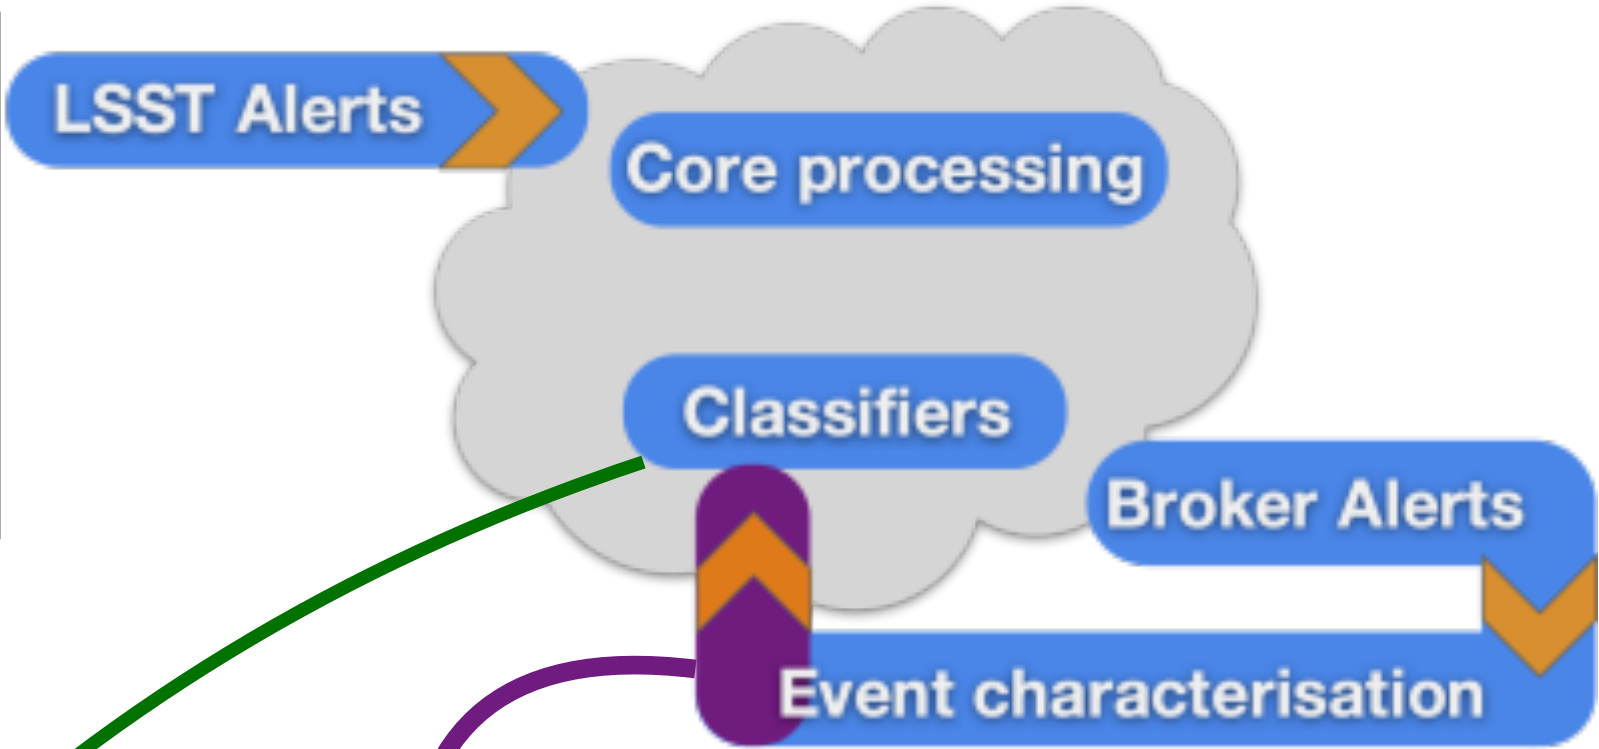 LSST Alerts
Core processing
Classifiers
Broker Alerts
Event characterisation